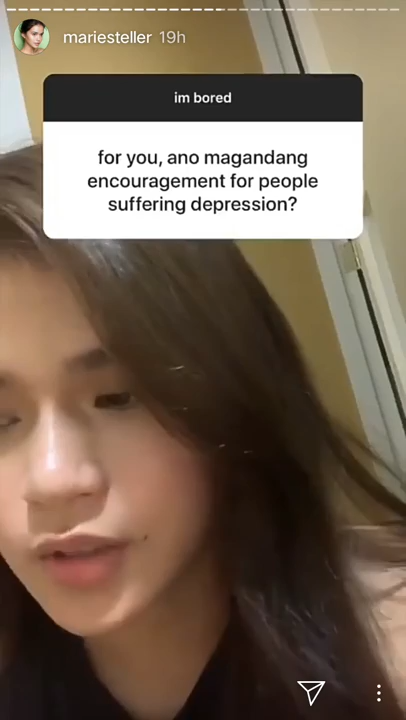 mariesteller 19h
im bored
for you, ano magandang
encouragement for people
suffering depression?